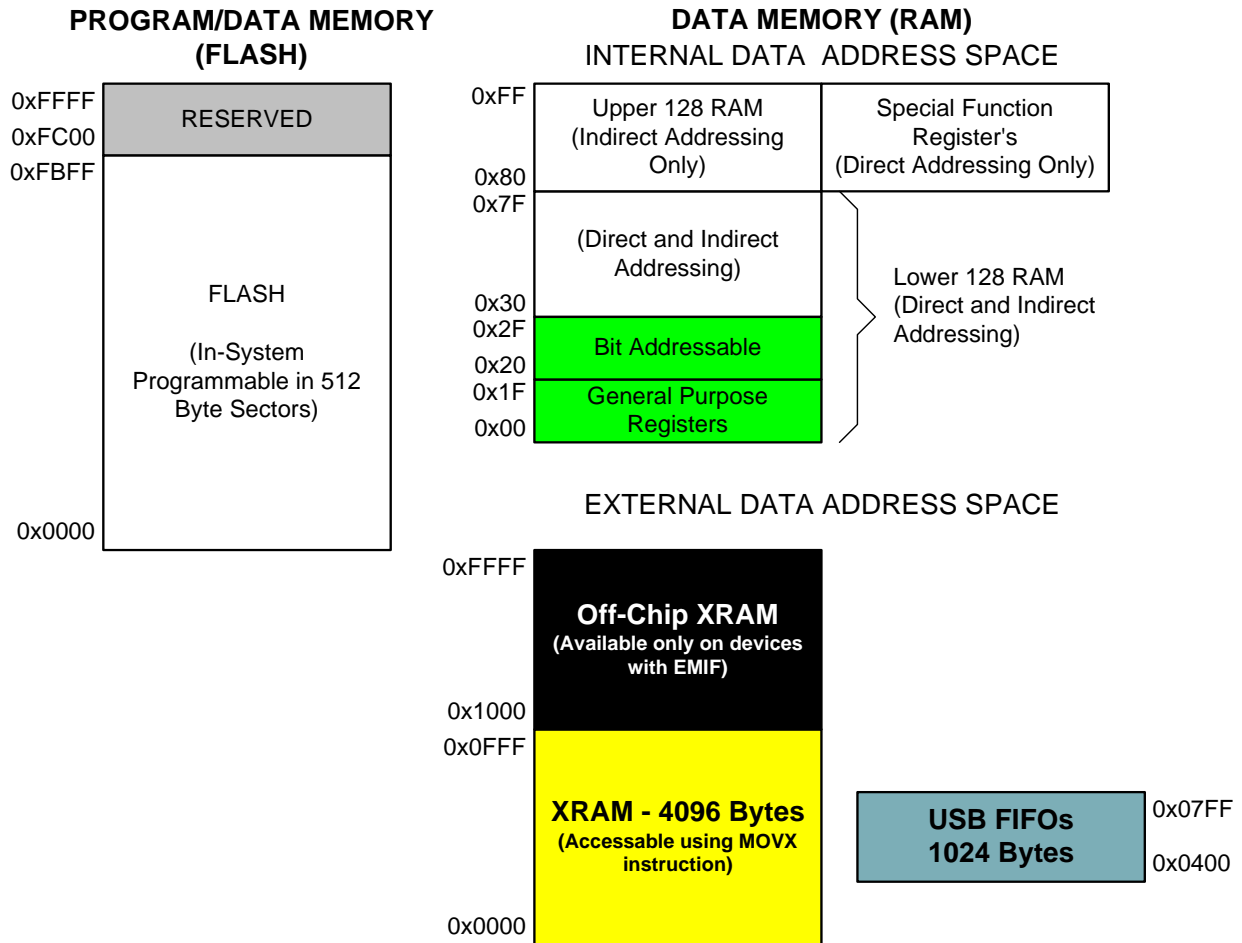 PROGRAM/DATA MEMORY
(FLASH)
0xFFFF
RESERVED
0xFC00
0xFBFF
FLASH
(In-System
Programmable in 512
Byte Sectors)
0x0000
DATA MEMORY (RAM)
INTERNAL DATA ADDRESS SPACE
0xFF
Upper 128 RAM
(Indirect Addressing
Only)
0x80
Special Function
Register's
(Direct Addressing Only)
0x7F
(Direct and Indirect
Addressing)
0x30
Lower 128 RAM
(Direct and Indirect
Addressing)
0x2F
Bit Addressable
0x20
0x1F
General Purpose
Registers
0x00
EXTERNAL DATA ADDRESS SPACE
0xFFFF
Off-Chip XRAM
(Available only on devices
with EMIF)
0x1000
0x0FFF
XRAM - 4096 Bytes
(Accessable using MOVX
instruction)
0x0000
USB FIFOs
1024 Bytes
0x07FF
0x0400